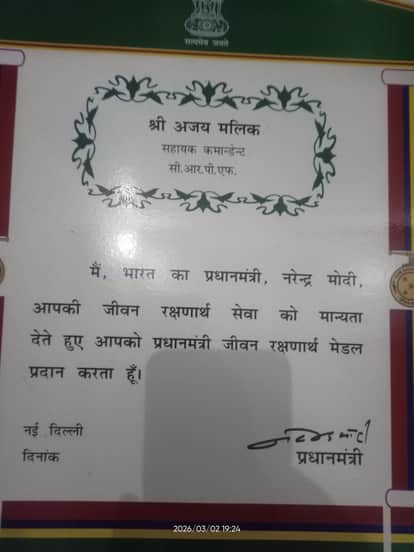 सत्यमेव जयते
श्री अजय मलिक
सहायक कमान्डेन्ट
सी.आर.पी.एफ.
मैं, भारत का प्रधानमंत्री, नरेन्द्र मोदी,
आपकी जीवन रक्षणार्थ सेवा को मान्यता
देते हुए आपको प्रधानमंत्री जीवन रक्षणार्थ मेडल
प्रदान करता हूँ।
नई दिल्ली
दिनांक
प्रधानमंत्री
2026/03/02 19:24